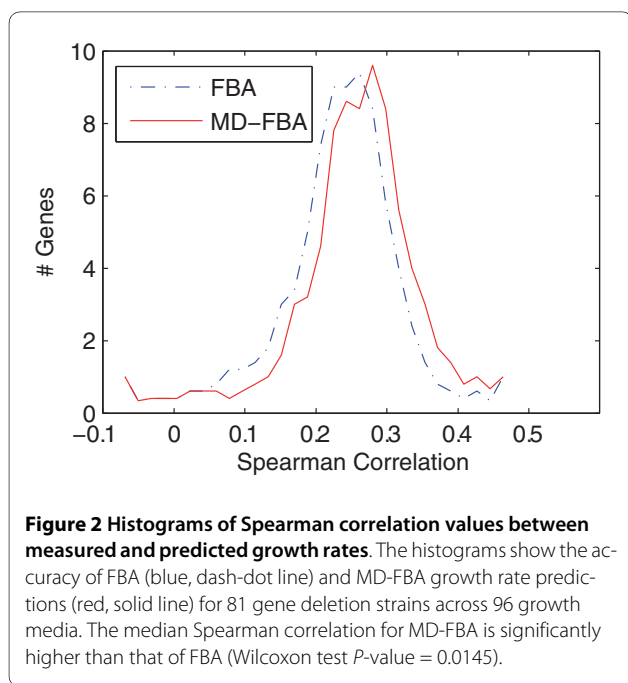 10
8
6
4
2
0
# Genes
FBA
MD-FBA
−0.1
0
0.1
0.2
0.3
0.4
0.5
Spearman Correlation
Figure 2 Histograms of Spearman correlation values between
measured and predicted growth rates. The histograms show the ac-
curacy of FBA (blue, dash-dot line) and MD-FBA growth rate predic-
tions (red, solid line) for 81 gene deletion strains across 96 growth
media. The median Spearman correlation for MD-FBA is significantly
higher than that of FBA (Wilcoxon test P-value = 0.0145).